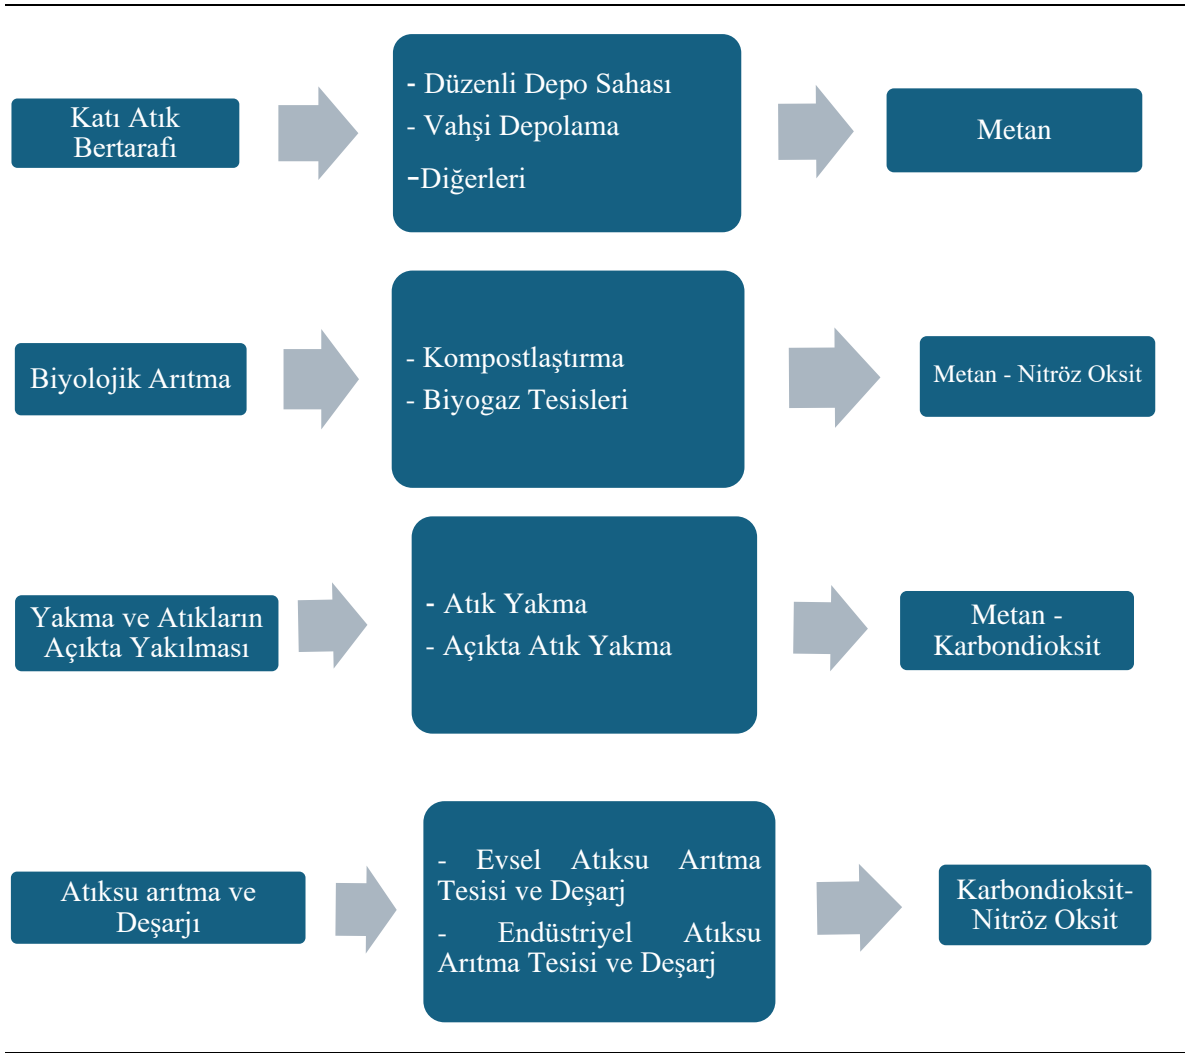 Katı Atık
Bertarafı
- Düzenli Depo Sahası
- Vahşi Depolama
-Diğerleri
Metan
Biyolojik Arıtma
- Kompostlaştırma
- Biyogaz Tesisleri
Metan - Nitröz Oksit
Yakma ve Atıkların
Açıkta Yakılması
- Atık Yakma
- Açıkta Atık Yakma
Metan -
Karbondioksit
Atıksu arıtma ve
Deşarjı
- Evsel Atıksu Arıtma
Tesisi ve Deşarj
- Endüstriyel Atıksu
Arıtma Tesisi ve Deşarj
Karbondioksit-
Nitröz Oksit